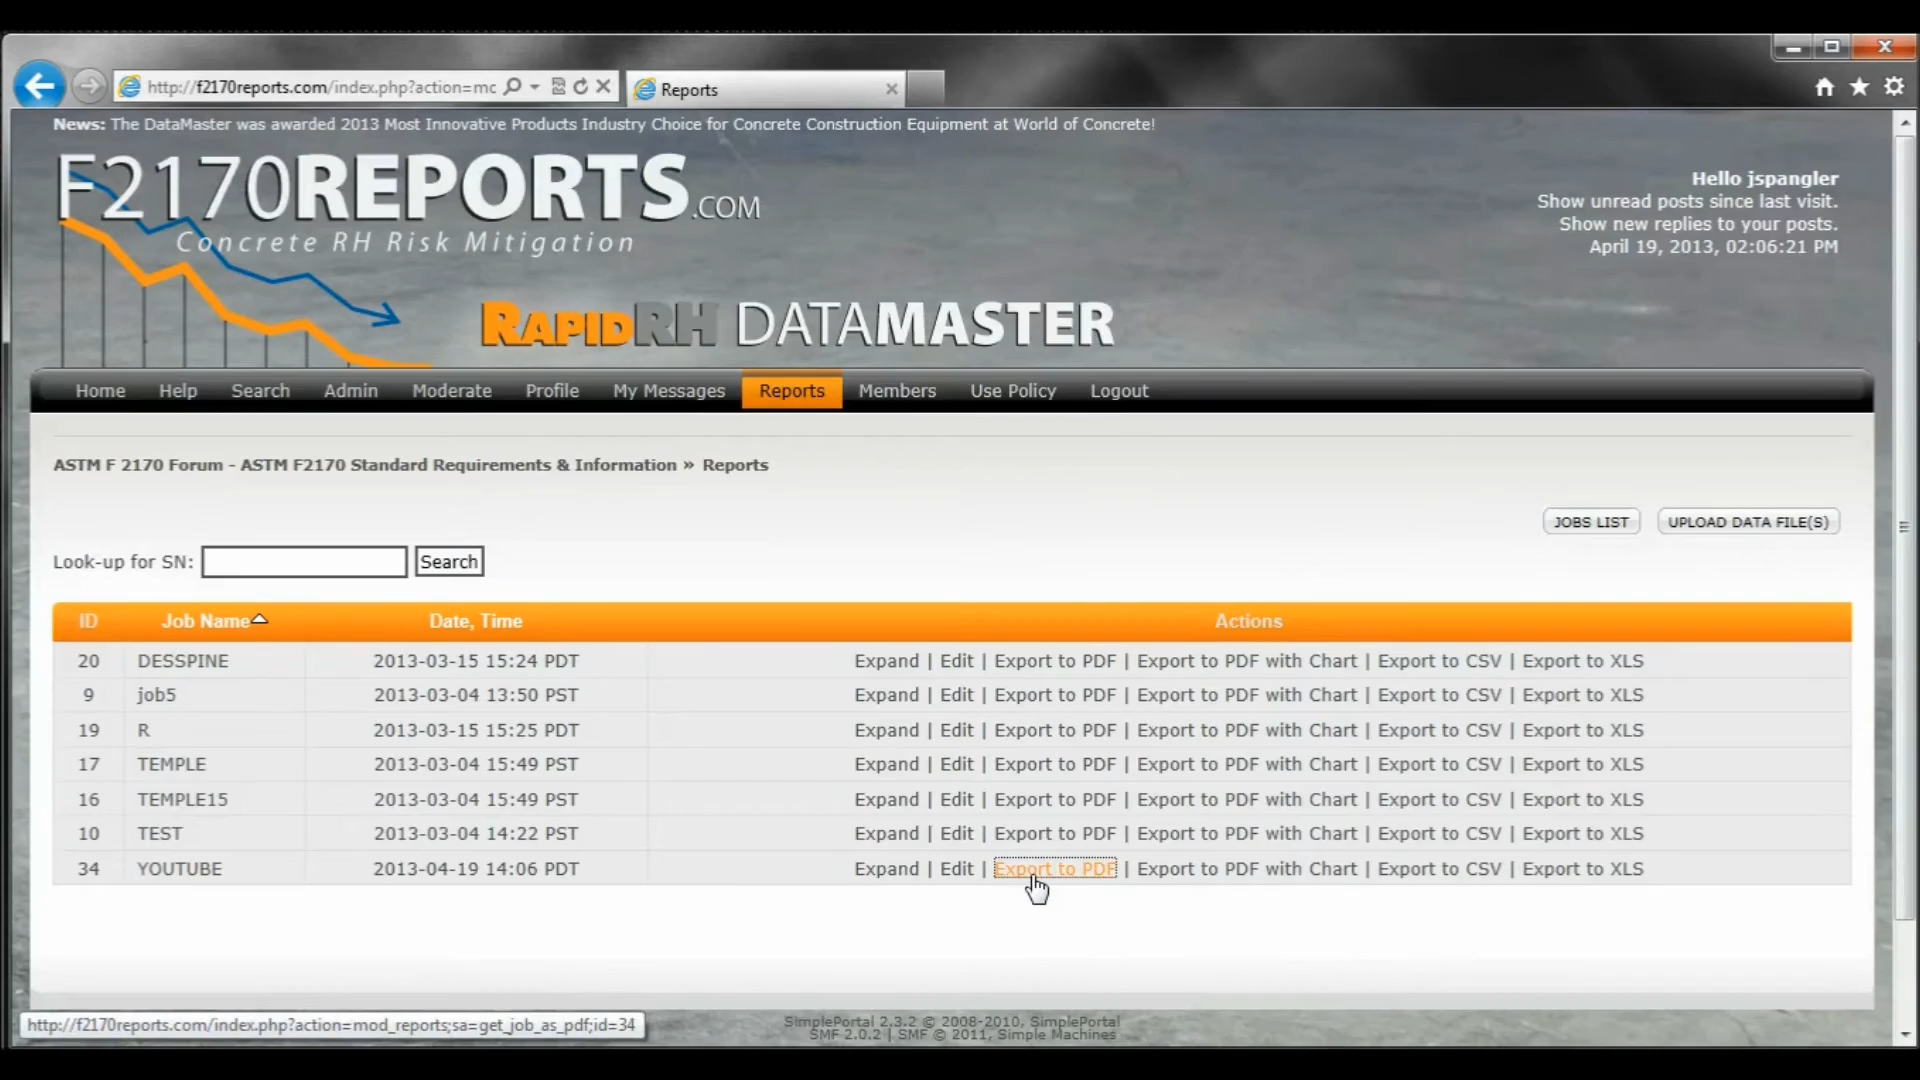 http://f2170reports.com/index.php?action=mc
Reports
News: The DataMaster was awarded 2013 Most Innovative Products Industry Choice for Concrete Construction Equipment at World of Concrete!
F2170REPORTS.COM
Concrete RH Risk Mitigation
RAPIDRH DATAMASTER
Hello jspangler
Show unread posts since last visit.
Show new replies to your posts.
April 19, 2013, 02:06:21 PM
Home Help Search Admin Moderate Profile My Messages Reports Members Use Policy Logout
ASTM F 2170 Forum - ASTM F2170 Standard Requirements & Information » Reports
JOBS LIST UPLOAD DATA FILE(S)
Look-up for SN: Search
ID Job Name Date, Time Actions
20 DESSPINE 2013-03-15 15:24 PDT Expand | Edit | Export to PDF | Export to PDF with Chart | Export to CSV | Export to XLS
9 job5 2013-03-04 13:50 PST Expand | Edit | Export to PDF | Export to PDF with Chart | Export to CSV | Export to XLS
19 R 2013-03-15 15:25 PDT Expand | Edit | Export to PDF | Export to PDF with Chart | Export to CSV | Export to XLS
17 TEMPLE 2013-03-04 15:49 PST Expand | Edit | Export to PDF | Export to PDF with Chart | Export to CSV | Export to XLS
16 TEMPLE15 2013-03-04 15:49 PST Expand | Edit | Export to PDF | Export to PDF with Chart | Export to CSV | Export to XLS
10 TEST 2013-03-04 14:22 PST Expand | Edit | Export to PDF | Export to PDF with Chart | Export to CSV | Export to XLS
34 YOUTUBE 2013-04-19 14:06 PDT Expand | Edit | Export to PDF | Export to PDF with Chart | Export to CSV | Export to XLS
http://f2170reports.com/index.php?action=mod_reports;sa=get_job_as_pdf;id=34
SimplePortal 2.3.2 © 2008-2010, SimplePortal
SMF 2.0.2 | SMF © 2011, Simple Machines